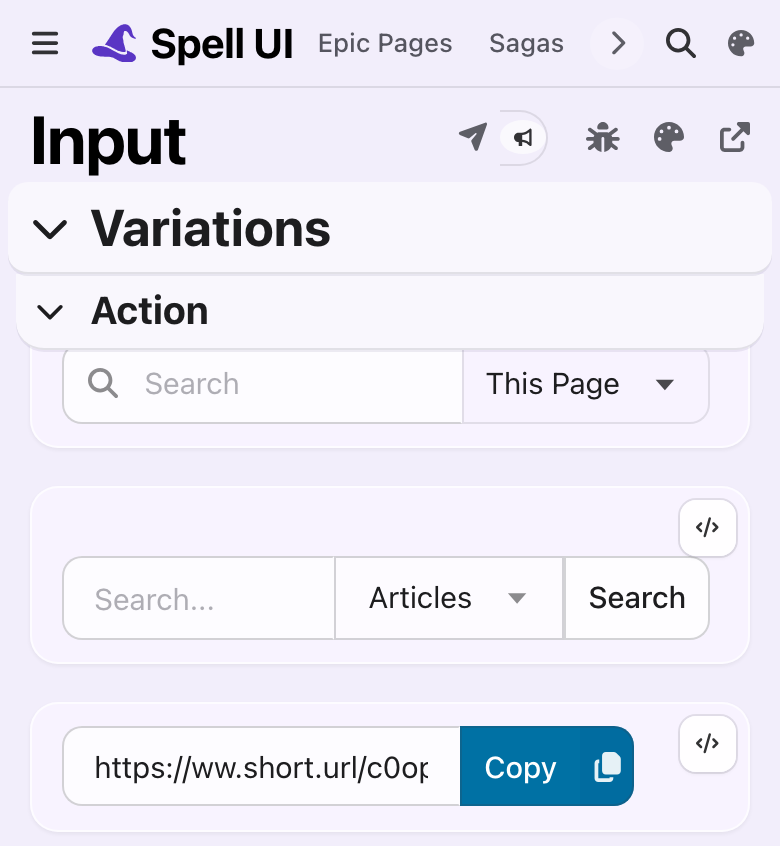 Spell UI Epic Pages Sagas
Input
Variations
Action
Search This Page
</>
Search... Articles Search
</>
https://ww.short.url/c0op Copy